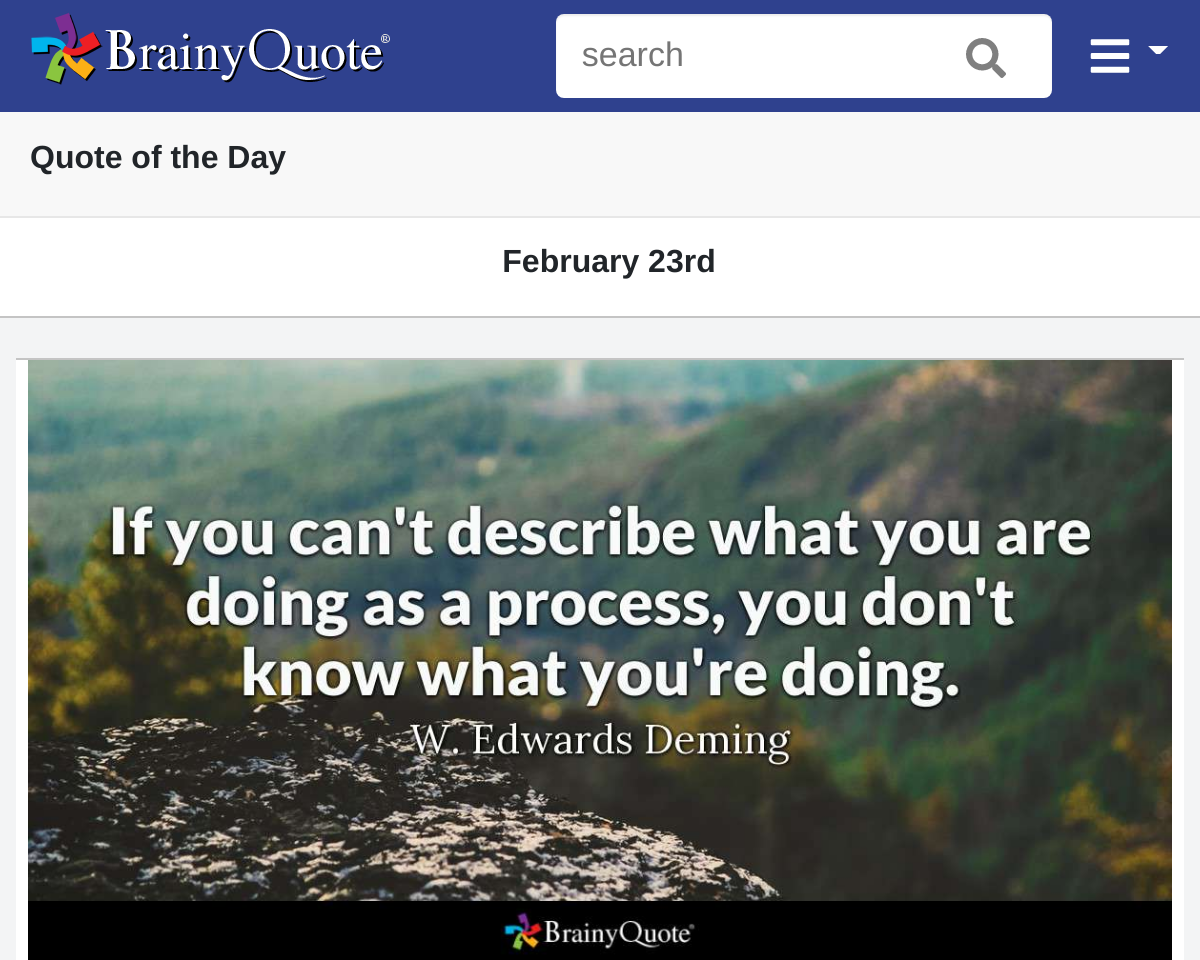 BrainyQuote®
search
Quote of the Day
February 23rd
If you can't describe what you are
doing as a process, you don't
know what you're doing.
W. Edwards Deming
BrainyQuote®